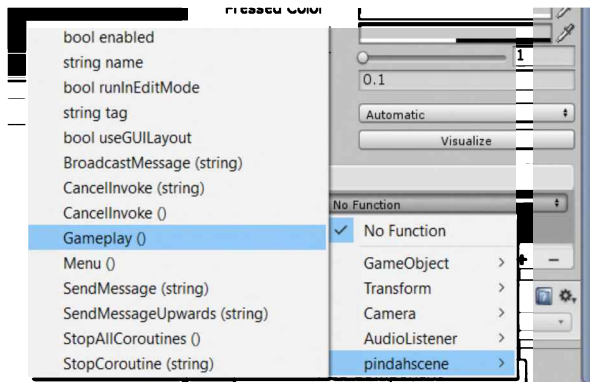 Pressed Color
1
0.1
Automatic
Visualize
No Function
bool enabled
string name
bool runInEditMode
string tag
bool useGUILayout
BroadcastMessage (string)
CancelInvoke (string)
CancelInvoke ()
Gameplay ()
Menu ()
SendMessage (string)
SendMessageUpwards (string)
StopAllCoroutines ()
StopCoroutine (string)
No Function
GameObject
Transform
Camera
AudioListener
pindahscene